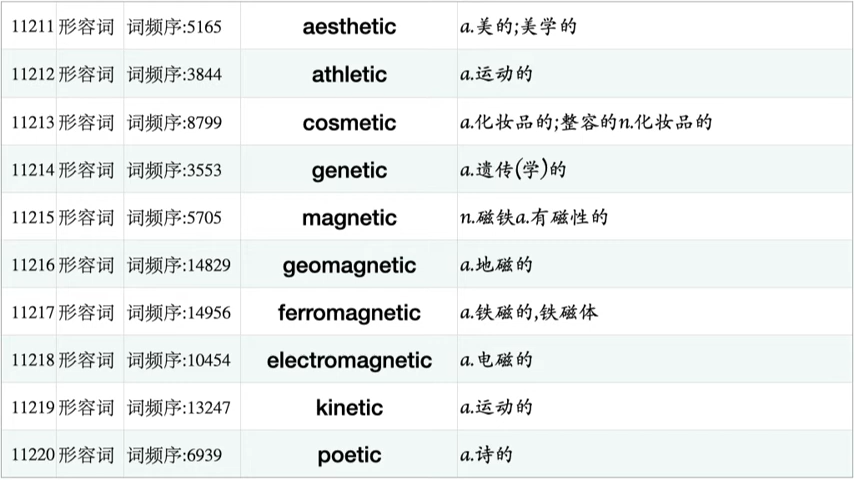 11211 形容词 词频序:5165 aesthetic a.美的;美学的
11212 形容词 词频序:3844 athletic a.运动的
11213 形容词 词频序:8799 cosmetic a.化妆品的;整容的n.化妆品的
11214 形容词 词频序:3553 genetic a.遗传(学)的
11215 形容词 词频序:5705 magnetic n.磁铁a.有磁性的
11216 形容词 词频序:14829 geomagnetic a.地磁的
11217 形容词 词频序:14956 ferromagnetic a.铁磁的,铁磁体
11218 形容词 词频序:10454 electromagnetic a.电磁的
11219 形容词 词频序:13247 kinetic a.运动的
11220 形容词 词频序:6939 poetic a.诗的